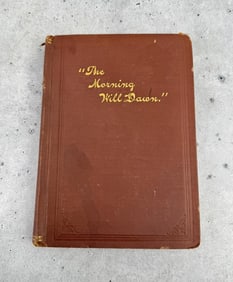 "The
Morning
Will Dawn."